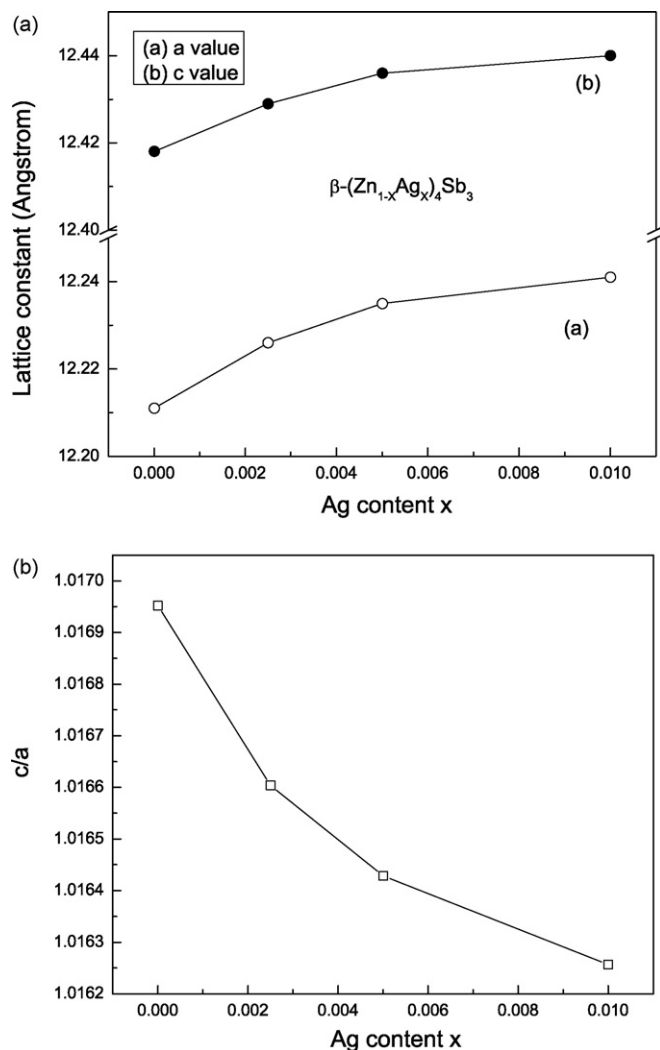 (a)
(a) a value
(b) c value
12.44
12.42
12.40
12.24
12.22
12.20
Lattice constant (Angstrom)
(b)
β-(Zn₁₋ₓAgₓ)₄Sb₃
(a)
0.000 0.002 0.004 0.006 0.008 0.010
Ag content x
(b)
1.0170
1.0169
1.0168
1.0167
1.0166
1.0165
1.0164
1.0163
1.0162
c/a
0.000 0.002 0.004 0.006 0.008 0.010
Ag content x